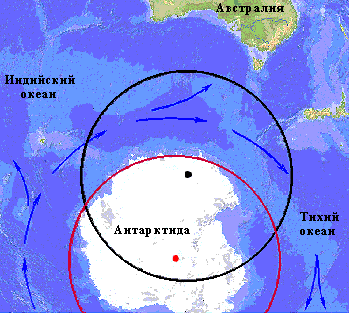 Австралия
Индийский
океан
Антарктида
Тихий
океан